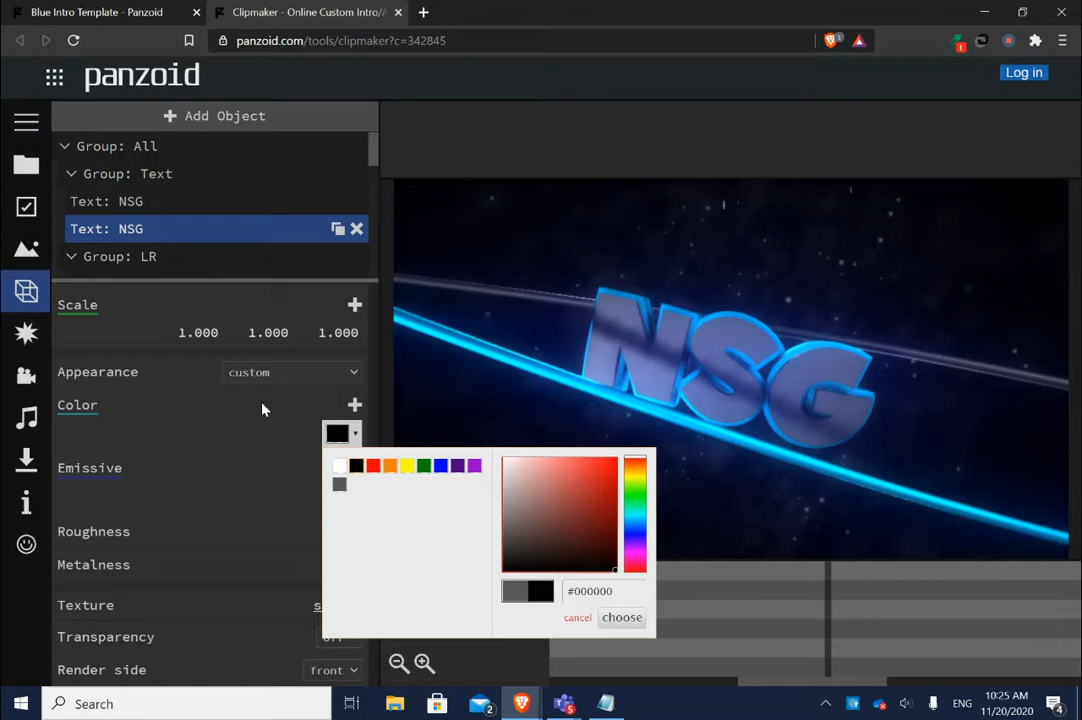 Blue Intro Template - Panzoid
Clipmaker - Online Custom Intro/A
panzoid.com/tools/clipmaker?c=342845
panzoid
Log in
Add Object
Group: All
Group: Text
Text: NSG
Text: NSG
Group: LR
Scale
1.000 1.000 1.000
Appearance custom
Color
Emissive
Roughness
Metalness
Texture
Transparency
Render side front
#000000
cancel choose
NSG
Search
2
5
ENG
10:25 AM
11/20/2020
4